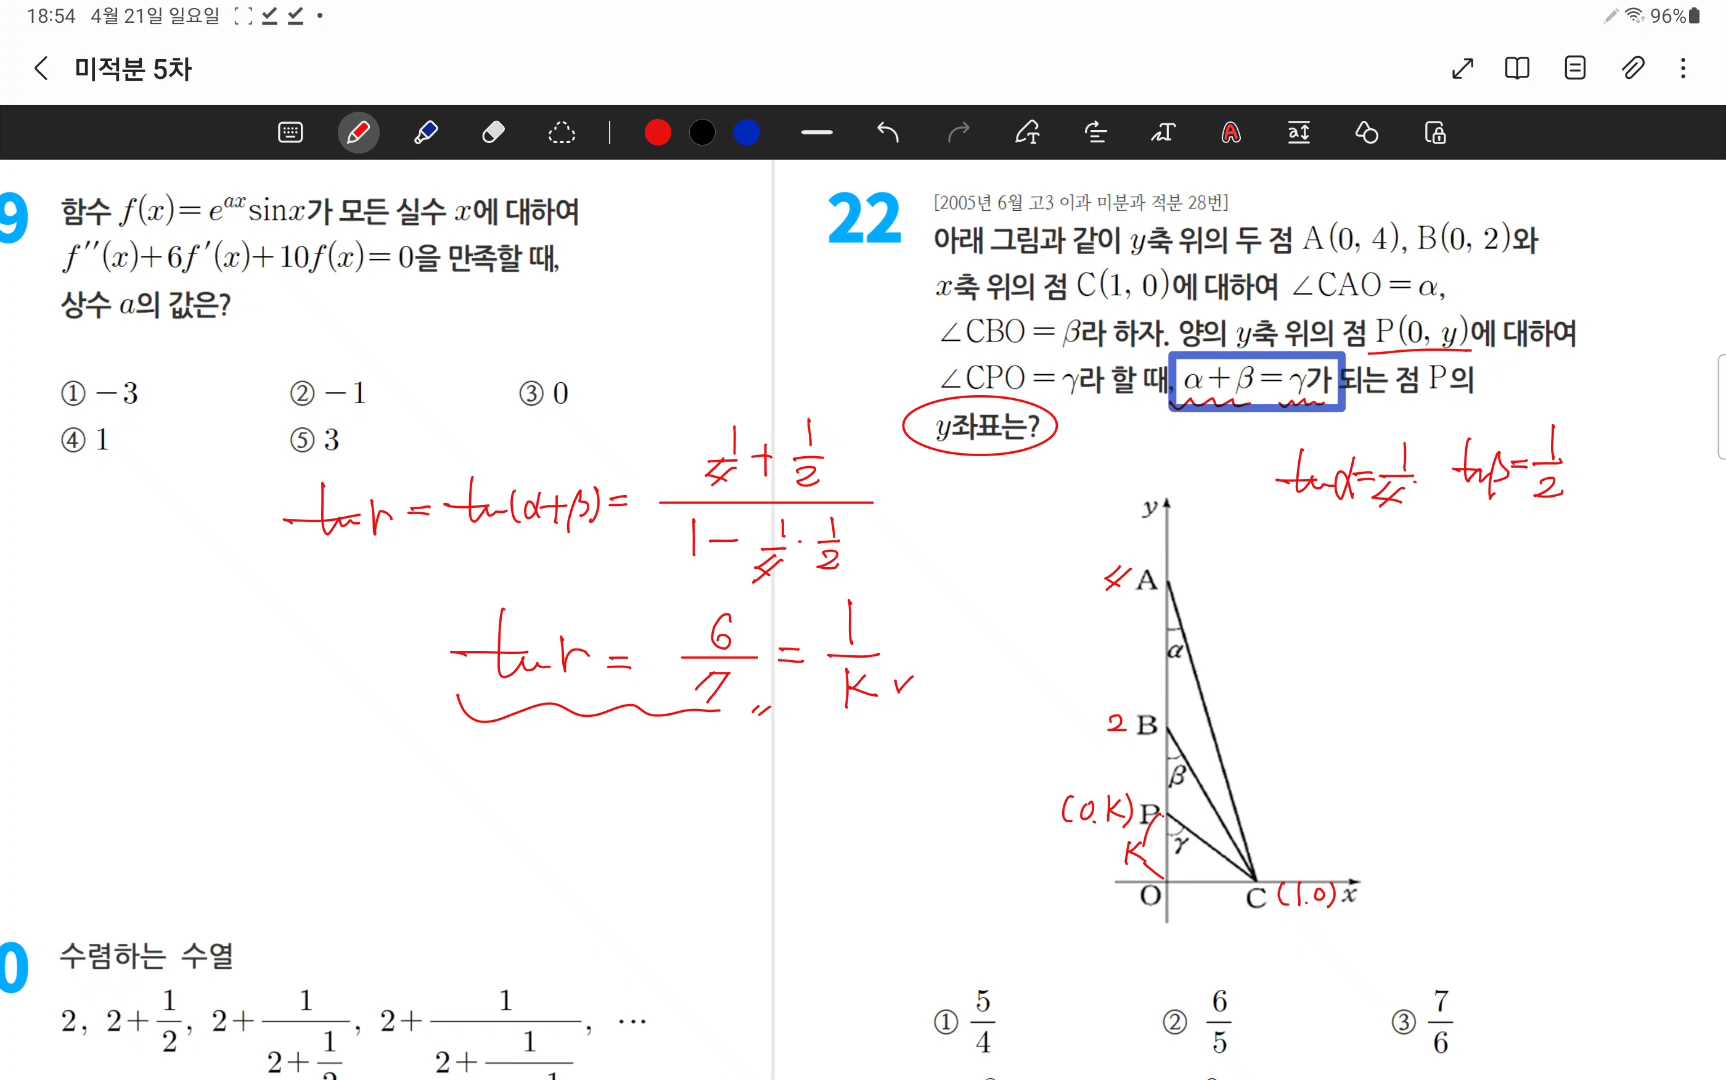 18:54 4월 21일 일요일
96%
미적분 5차
9
함수 f(x)=e^{ax}sinx가 모든 실수 x에 대하여
f''(x)+6f'(x)+10f(x)=0을 만족할 때,
상수 a의 값은?
① −3 ② −1 ③ 0
④ 1 ⑤ 3
tan r = tan(α+β) = (1/4 + 1/2) / (1 − 1/4 · 1/2)
tan r = 6/7 = 1/K
0
수렴하는 수열
2, 2+1/2, 2+1/(2+1/2), 2+1/(2+1/
22
[2005년 6월 고3 이과 미분과 적분 28번]
아래 그림과 같이 y축 위의 두 점 A(0, 4), B(0, 2)와
x축 위의 점 C(1, 0)에 대하여 ∠CAO=α,
∠CBO=β라 하자. 양의 y축 위의 점 P(0, y)에 대하여
∠CPO=γ라 할 때, α+β=γ가 되는 점 P의
y좌표는?
tan α=1/4 tan β=1/2
y
4 A
α
2 B
β
(0.K) P
K γ
O C (1.0) x
① 5/4 ② 6/5 ③ 7/6